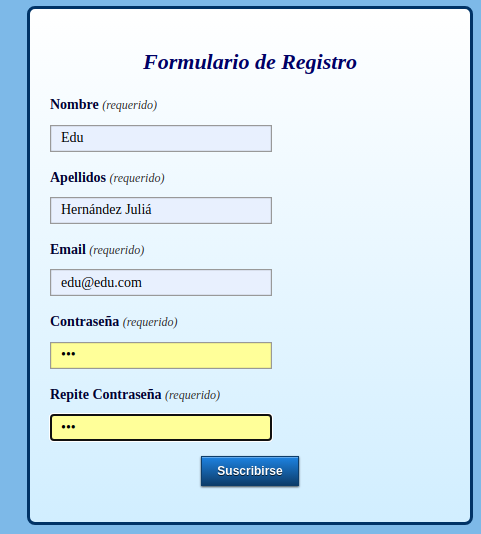 Formulario de Registro
Nombre (requerido)
Edu
Apellidos (requerido)
Hernández Juliá
Email (requerido)
edu@edu.com
Contraseña (requerido)
•••
Repite Contraseña (requerido)
•••
Suscribirse